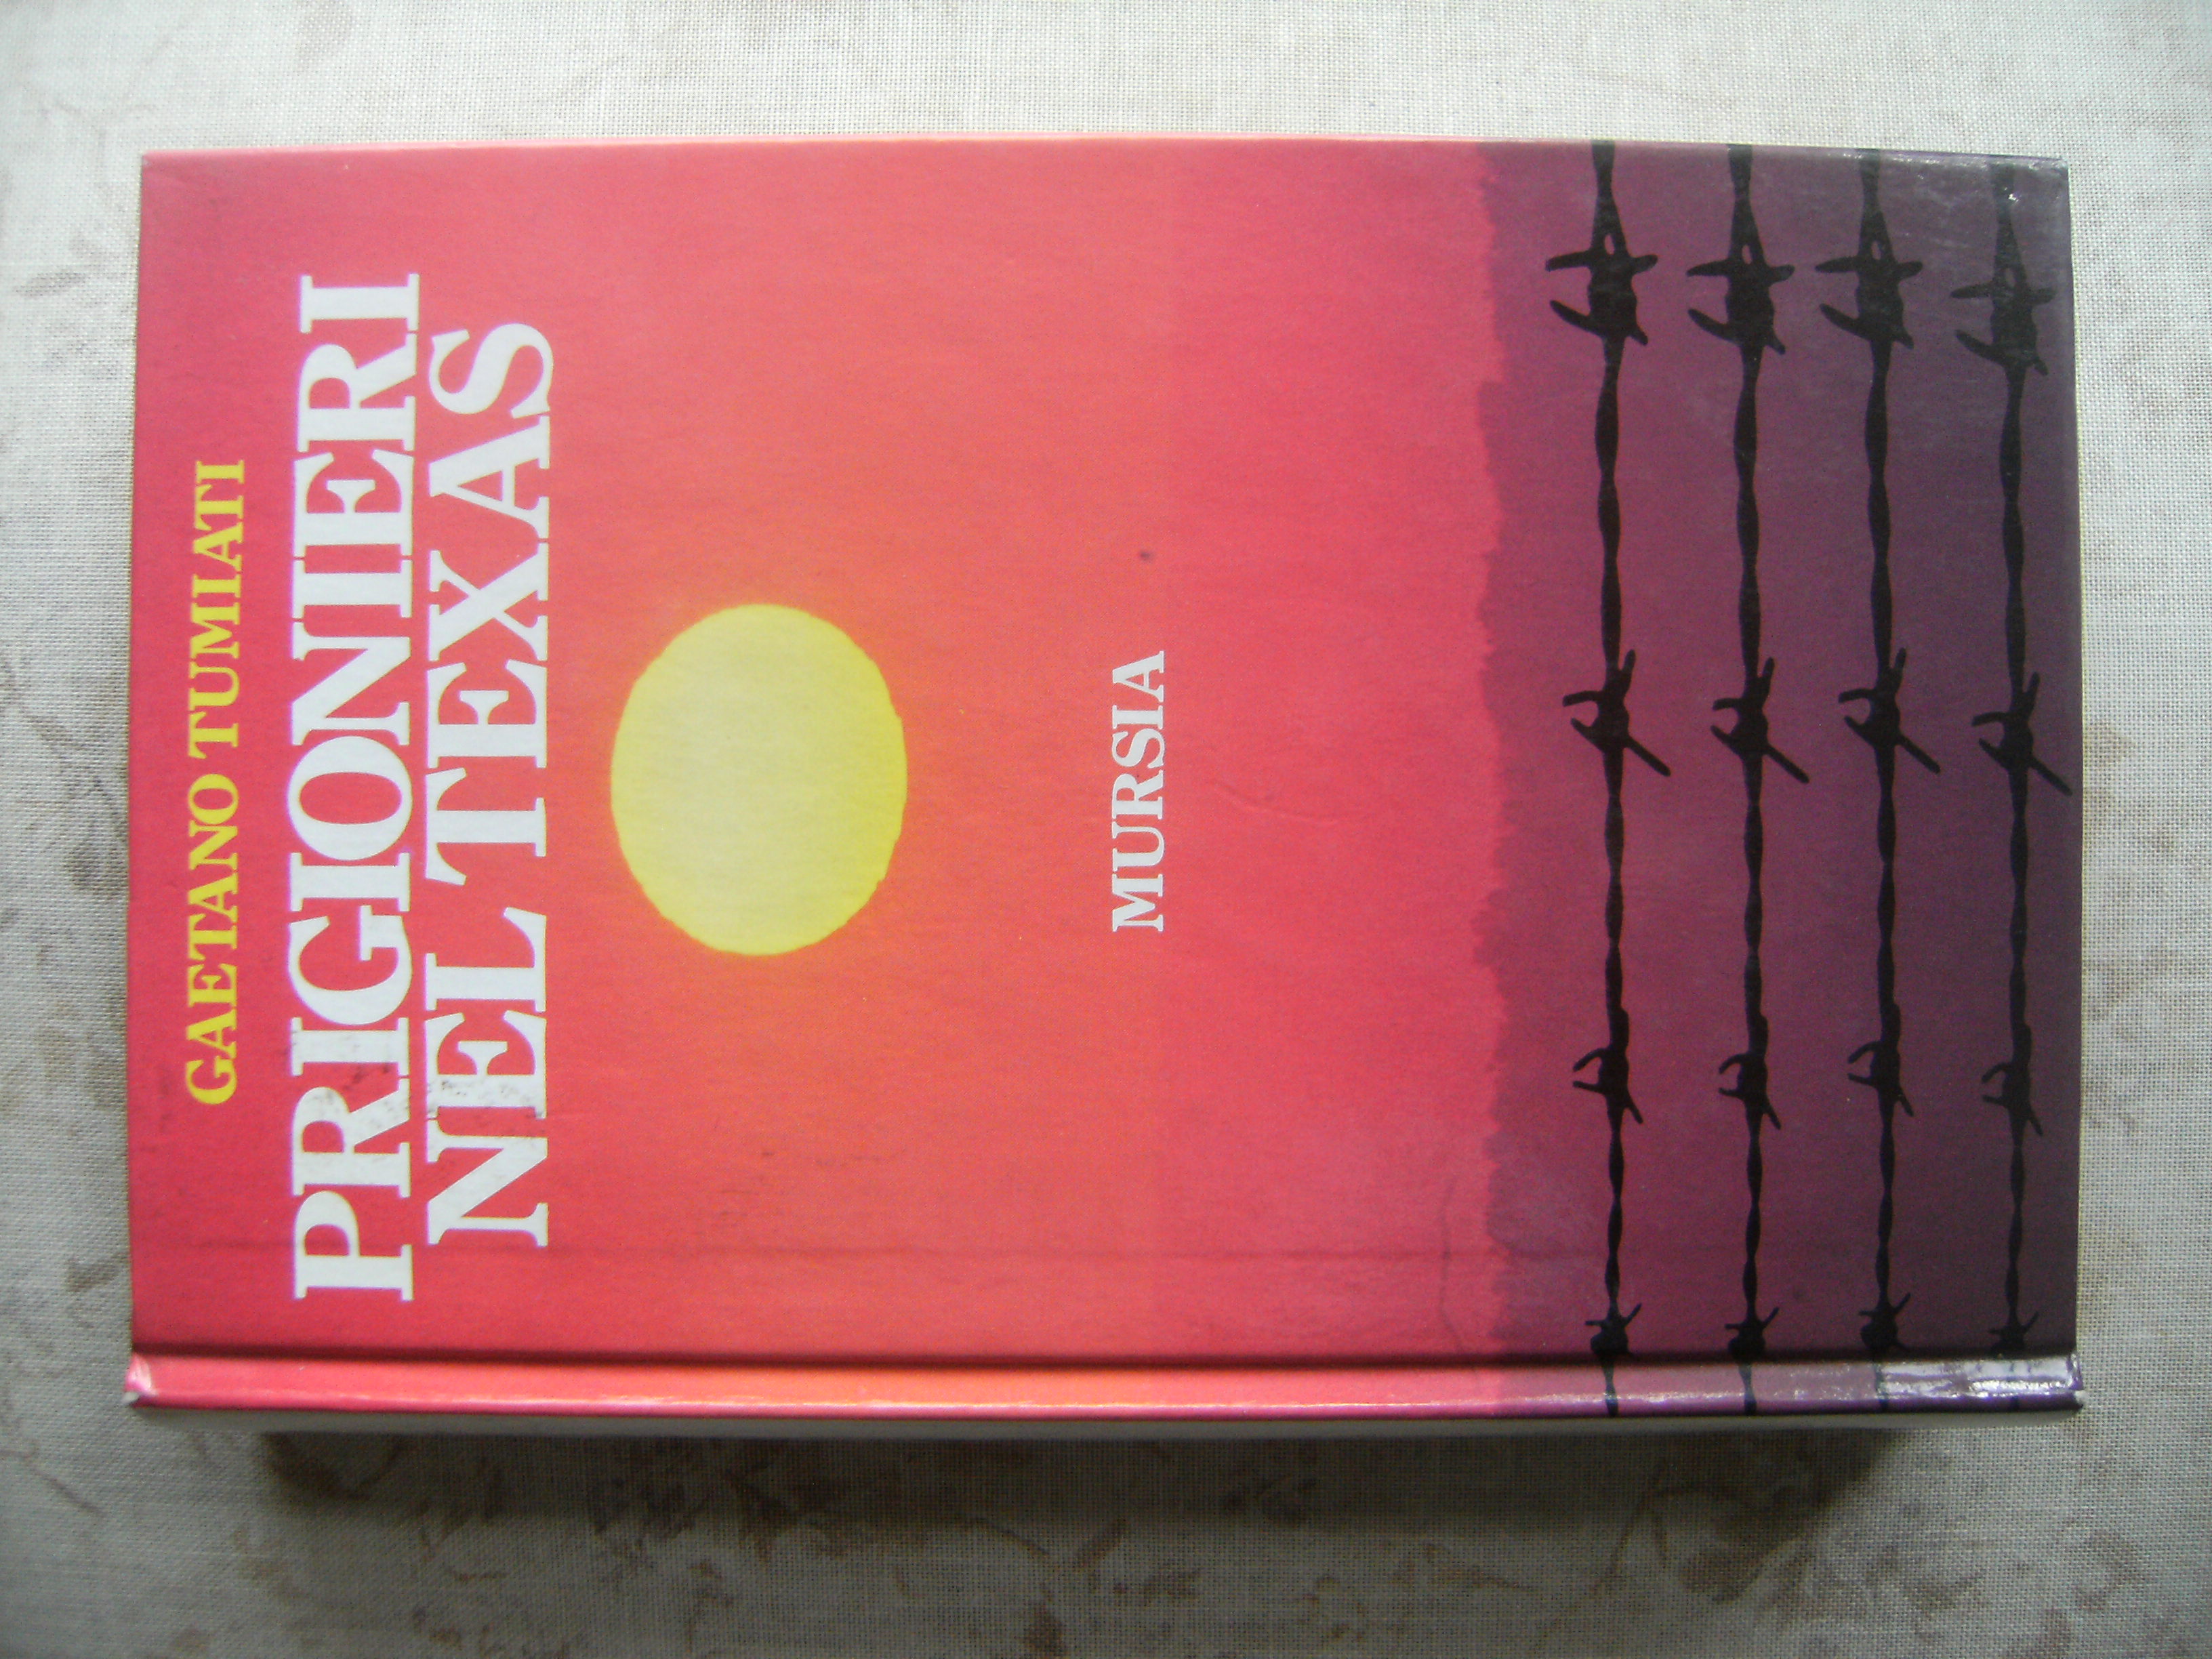 GAETANO TUMIATI
PRIGIONIERI
NEL TEXAS
MURSIA